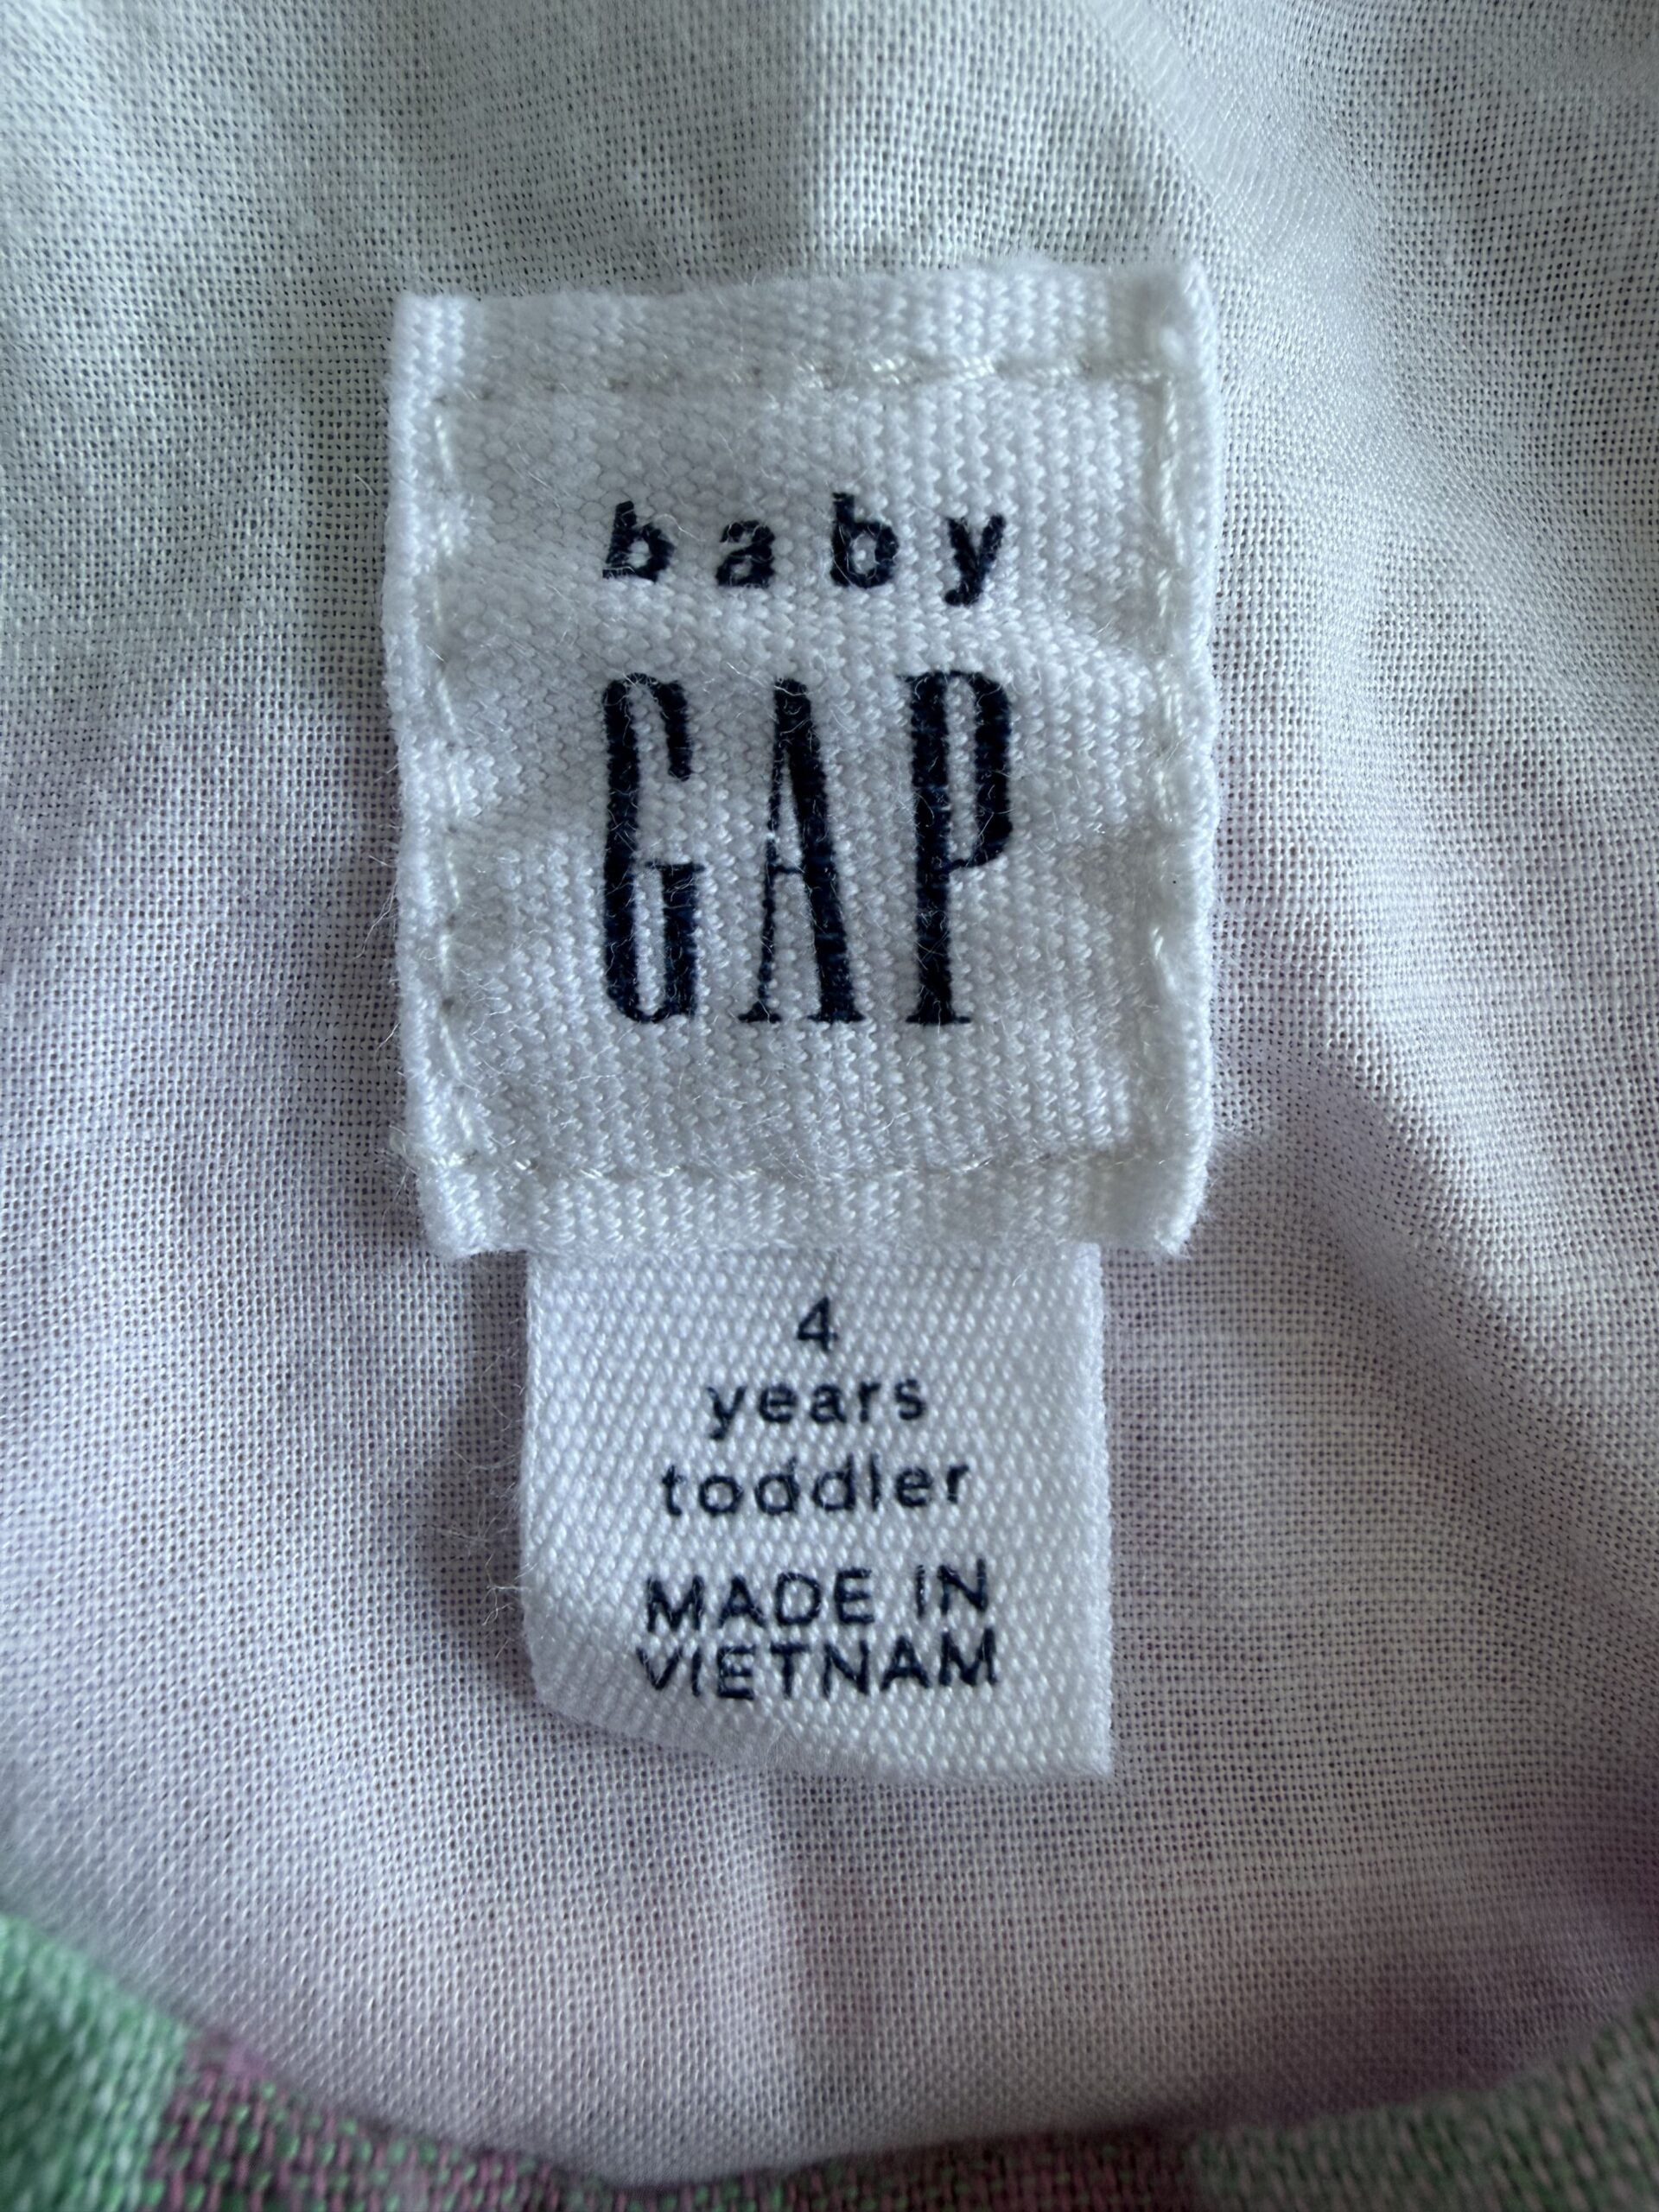 baby
GAP
4
years
toddler
MADE IN
VIETNAM